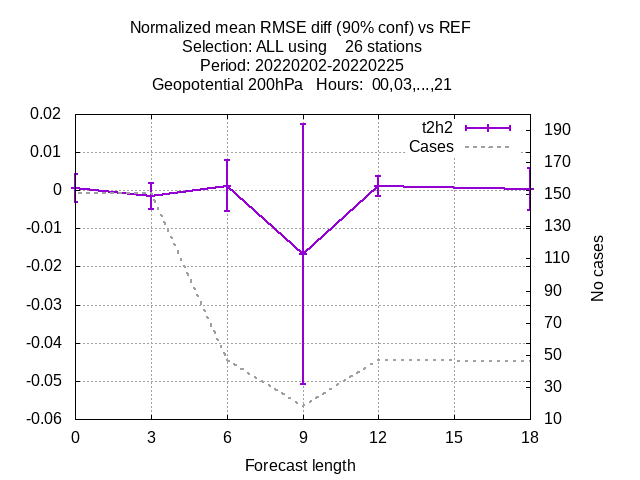 Normalized mean RMSE diff (90% conf) vs REF
Selection: ALL using    26 stations
Period: 20220202-20220225
Geopotential 200hPa   Hours:  00,03,...,21
0.02
0.01
0
-0.01
-0.02
-0.03
-0.04
-0.05
-0.06
t2h2
Cases
190
170
150
130
110
90
70
50
30
10
No cases
0 3 6 9 12 15 18
Forecast length